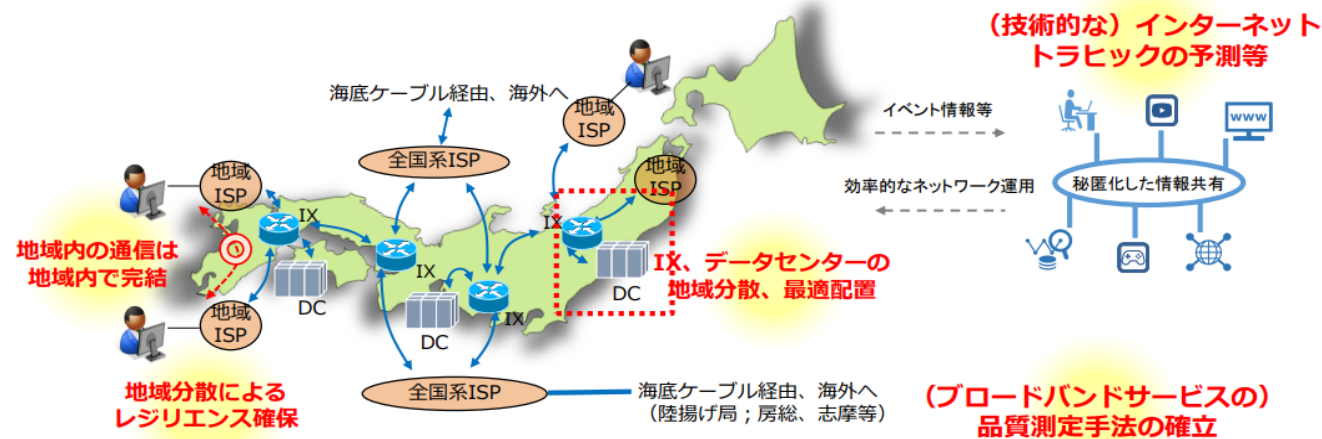 （技術的な）インターネット
トラヒックの予測等
海底ケーブル経由、海外へ
地域
ISP
イベント情報等
WWW
全国系ISP
地域
ISP
地域
ISP
効率的なネットワーク運用
秘匿化した情報共有
IX
IX
地域内の通信は
地域内で完結
IX
IX、データセンターの
地域分散、最適配置
DC
DC
DC
IX
地域
ISP
全国系ISP
海底ケーブル経由、海外へ
（陸揚げ局；房総、志摩等）
地域分散による
レジリエンス確保
（ブロードバンドサービスの）
品質測定手法の確立